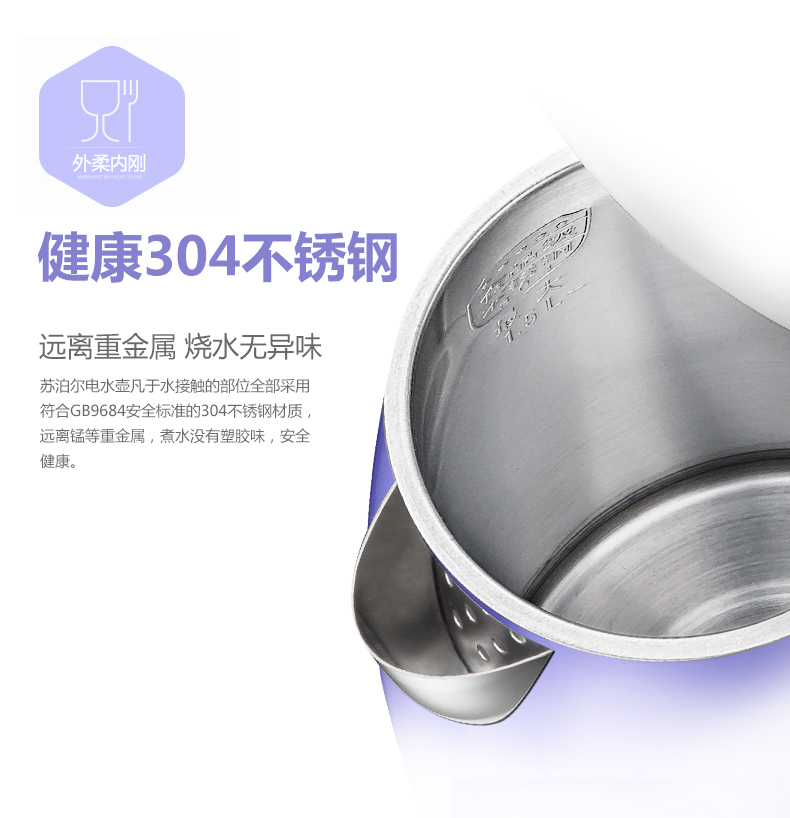 外柔内刚
健康304不锈钢
远离重金属 烧水无异味
苏泊尔电水壶凡于水接触的部位全部采用
符合GB9684安全标准的304不锈钢材质，
远离锰等重金属，煮水没有塑胶味，安全
健康。
最大
1.5L